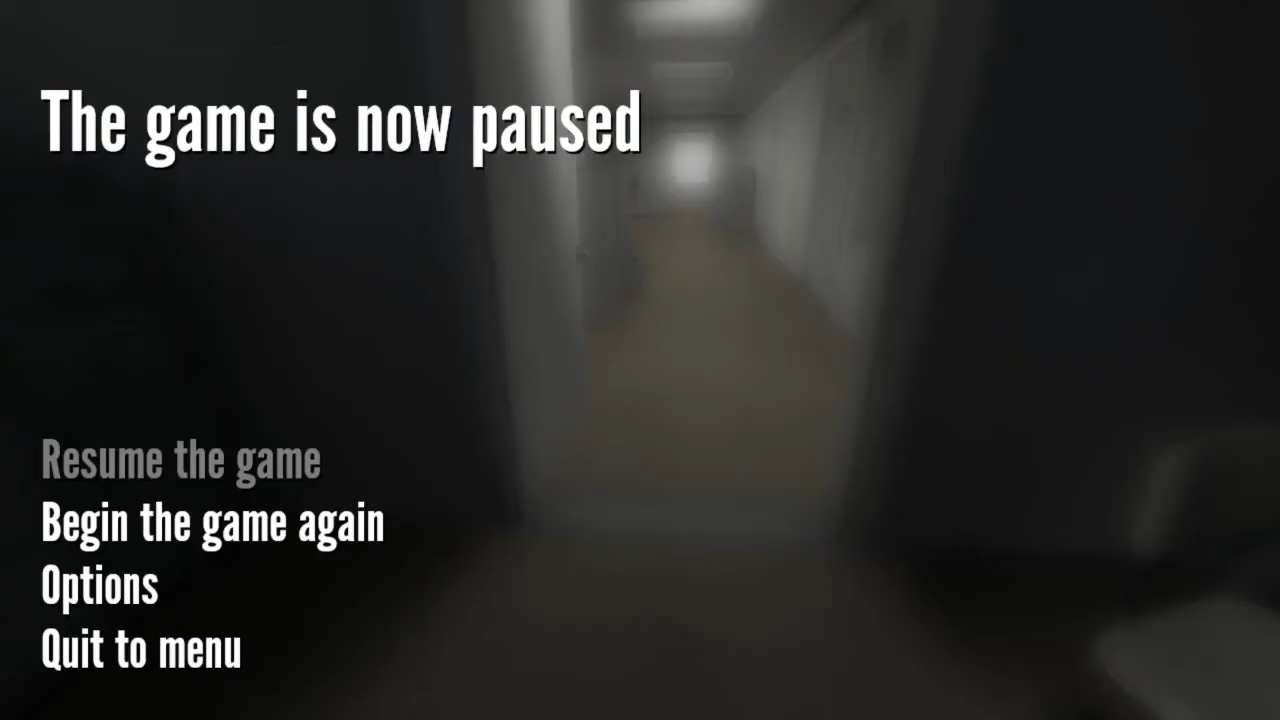 The game is now paused
Resume the game
Begin the game again
Options
Quit to menu